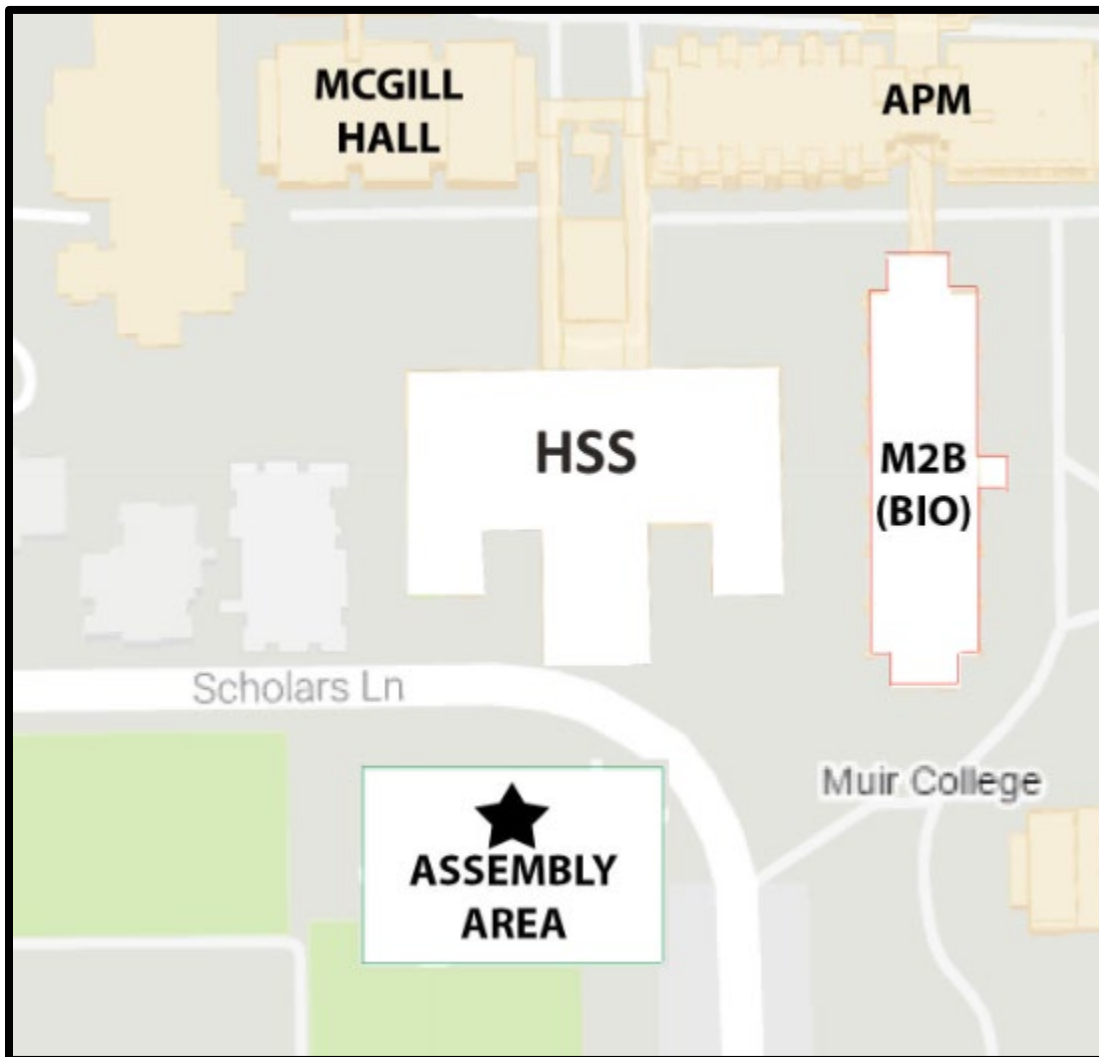 MCGILL
HALL
APM
HSS
M2B
(BIO)
Scholars Ln
Muir College
ASSEMBLY
AREA